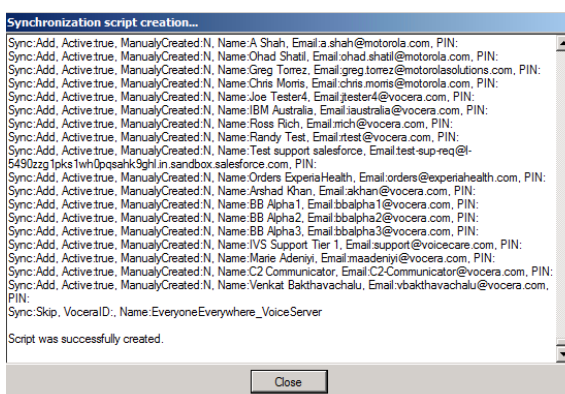 Synchronization script creation...
Sync:Add, Active:true, ManualyCreated:N, Name:A Shah, Email:a.shah@motorola.com, PIN:
Sync:Add, Active:true, ManualyCreated:N, Name:Ohad Shatil, Email:ohad.shatil@motorola.com, PIN:
Sync:Add, Active:true, ManualyCreated:N, Name:Greg Torrez, Email:greg.torrez@motorolasolutions.com, PIN:
Sync:Add, Active:true, ManualyCreated:N, Name:Chris Morris, Email:chris.morris@motorola.com, PIN:
Sync:Add, Active:true, ManualyCreated:N, Name:Joe Tester4, Email:jtester4@vocera.com, PIN:
Sync:Add, Active:true, ManualyCreated:N, Name:IBM Australia, Email:iaustralia@vocera.com, PIN:
Sync:Add, Active:true, ManualyCreated:N, Name:Ross Rich, Email:rrich@vocera.com, PIN:
Sync:Add, Active:true, ManualyCreated:N, Name:Randy Test, Email:rtest@vocera.com, PIN:
Sync:Add, Active:true, ManualyCreated:N, Name:Test support salesforce, Email:test-sup-req@l-
5490zzg1pks1wh0pqsahk9ghl.in.sandbox.salesforce.com, PIN:
Sync:Add, Active:true, ManualyCreated:N, Name:Orders ExperiaHealth, Email:orders@experiahealth.com, PIN:
Sync:Add, Active:true, ManualyCreated:N, Name:Arshad Khan, Email:akhan@vocera.com, PIN:
Sync:Add, Active:true, ManualyCreated:N, Name:BB Alpha1, Email:bbalpha1@vocera.com, PIN:
Sync:Add, Active:true, ManualyCreated:N, Name:BB Alpha2, Email:bbalpha2@vocera.com, PIN:
Sync:Add, Active:true, ManualyCreated:N, Name:BB Alpha3, Email:bbalpha3@vocera.com, PIN:
Sync:Add, Active:true, ManualyCreated:N, Name:IVS Support Tier 1, Email:support@voicecare.com, PIN:
Sync:Add, Active:true, ManualyCreated:N, Name:Marie Adeniyi, Email:maadeniyi@vocera.com, PIN:
Sync:Add, Active:true, ManualyCreated:N, Name:C2 Communicator, Email:C2-Communicator@vocera.com, PIN:
Sync:Add, Active:true, ManualyCreated:N, Name:Venkat Bakthavachalu, Email:vbakthavachalu@vocera.com,
PIN:
Sync:Skip, VoceraID:, Name:EveryoneEverywhere_VoiceServer
Script was successfully created.
Close